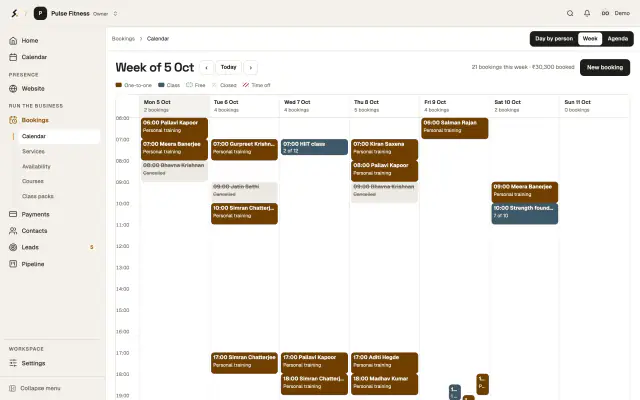 P Pulse Fitness Owner
DO Demo
Home
Calendar
PRESENCE
Website
RUN THE BUSINESS
Bookings
Calendar
Services
Availability
Courses
Class packs
Payments
Contacts
Leads 5
Pipeline
WORKSPACE
Settings
Collapse menu
Bookings Calendar
Day by person Week Agenda
Week of 5 Oct
Today
21 bookings this week · ₹30,300 booked
New booking
One-to-one Class Free Closed Time off
Mon 5 Oct Tue 6 Oct Wed 7 Oct Thu 8 Oct Fri 9 Oct Sat 10 Oct Sun 11 Oct
2 bookings 4 bookings 4 bookings 5 bookings 4 bookings 2 bookings 0 bookings
06:00
06:00 Pallavi Kapoor
Personal training
06:00 Salman Rajan
Personal training
07:00
07:00 Meera Banerjee
Personal training
07:00 Gurpreet Krishn...
Personal training
07:00 HIIT class
2 of 12
07:00 Kiran Saxena
Personal training
08:00
08:00 Bhavna Krishnan
Cancelled
08:00 Pallavi Kapoor
Personal training
09:00
09:00 Jatin Sethi
Cancelled
09:00 Bhavna Krishnan
Cancelled
09:00 Meera Banerjee
Personal training
10:00
10:00 Simran Chatterj...
Personal training
10:00 Strength found...
7 of 10
11:00
12:00
13:00
14:00
15:00
16:00
17:00
17:00 Simran Chatterjee
Personal training
17:00 Pallavi Kapoor
Personal training
17:00 Aditi Hegde
Personal training
18:00
18:00 Simran Chatterj...
Personal training
18:00 Madhav Kumar
Personal training
1...
P...
1...
1...
19:00